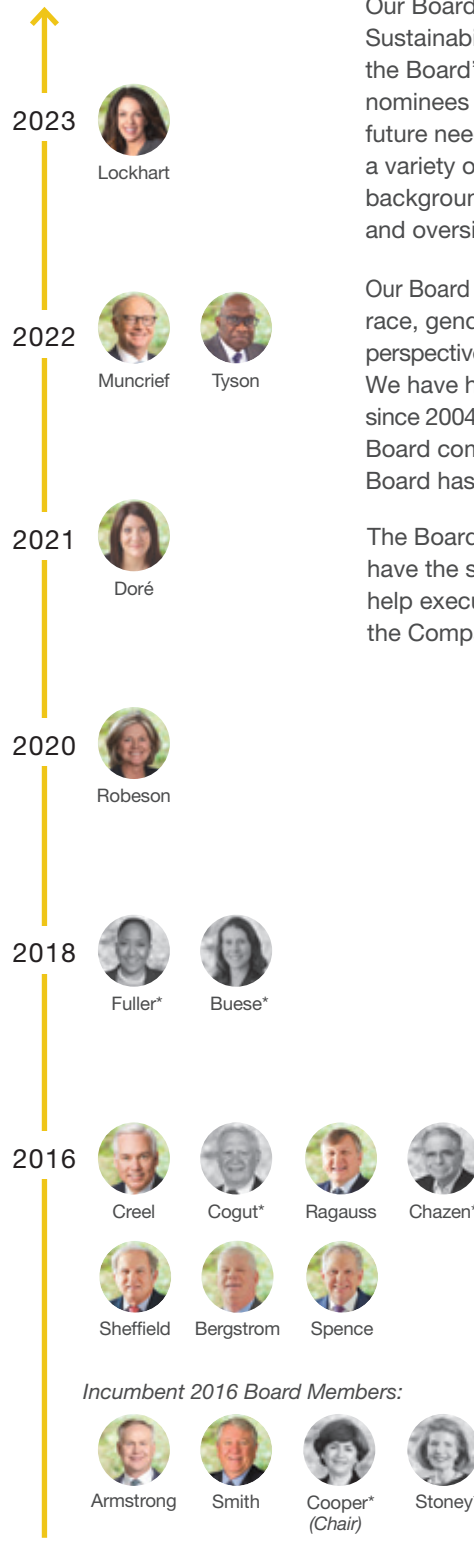 Our Board
Sustainabl
the Board'
nominees
future nee
a variety o
backgroun
and oversi
Our Board
race, gend
perspective
We have h
since 2004
Board com
Board has
The Board
have the s
help execu
the Comp
2023
Lockhart
2022
Muncrief Tyson
2021
Doré
2020
Robeson
2018
Fuller* Buese*
2016
Creel Cogut* Ragauss Chazen*
Sheffield Bergstrom Spence
Incumbent 2016 Board Members:
Armstrong Smith Cooper* Stoney
(Chair)